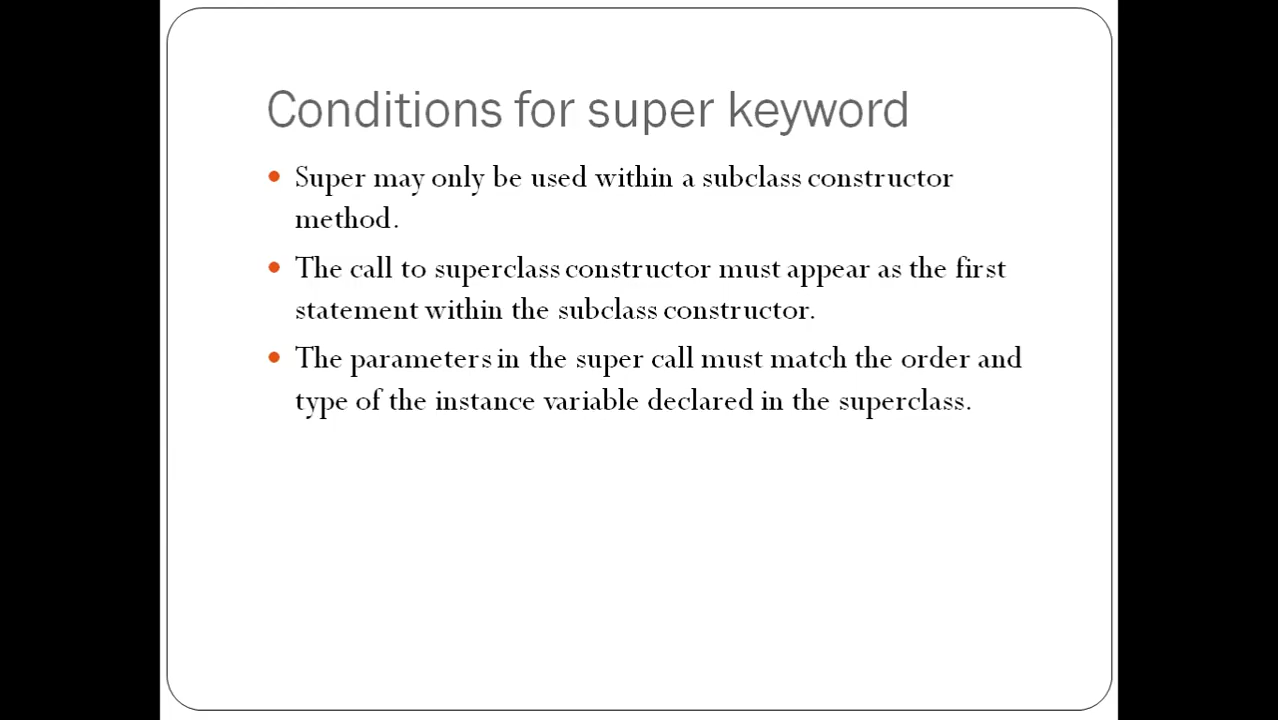 Conditions for super keyword
• Super may only be used within a subclass constructor
method.
• The call to superclass constructor must appear as the first
statement within the subclass constructor.
• The parameters in the super call must match the order and
type of the instance variable declared in the superclass.